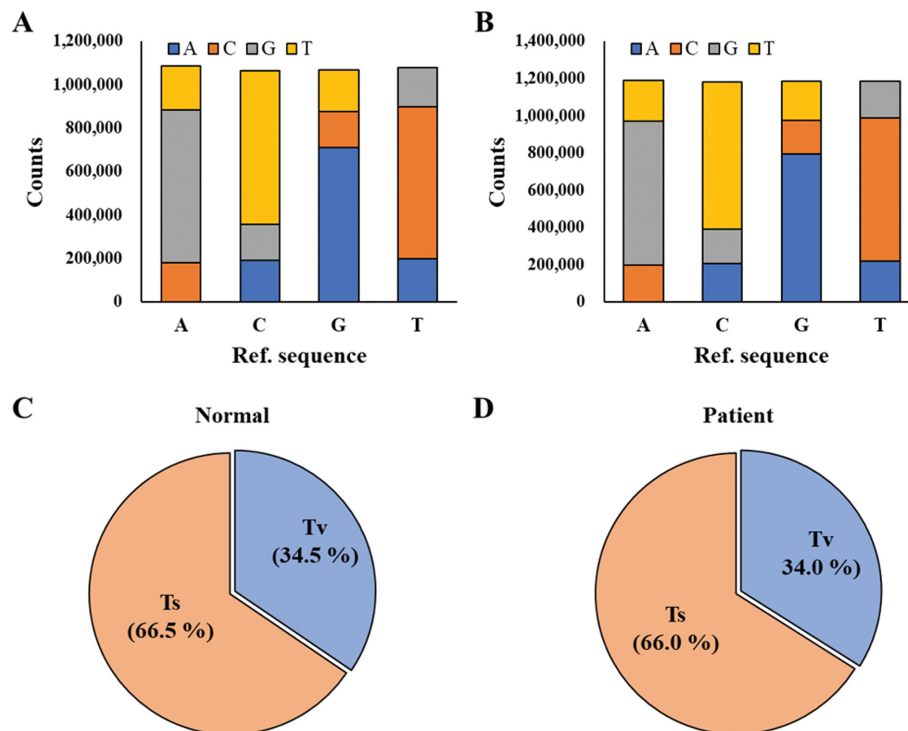 A
A C G T
1,200,000
1,000,000
800,000
600,000
400,000
200,000
0
Counts
A C G T
Ref. sequence
B
A C G T
1,400,000
1,200,000
1,000,000
800,000
600,000
400,000
200,000
0
Counts
A C G T
Ref. sequence
C
Normal
Tv
(34.5 %)
Ts
(66.5 %)
D
Patient
Tv
34.0 %)
Ts
(66.0 %)